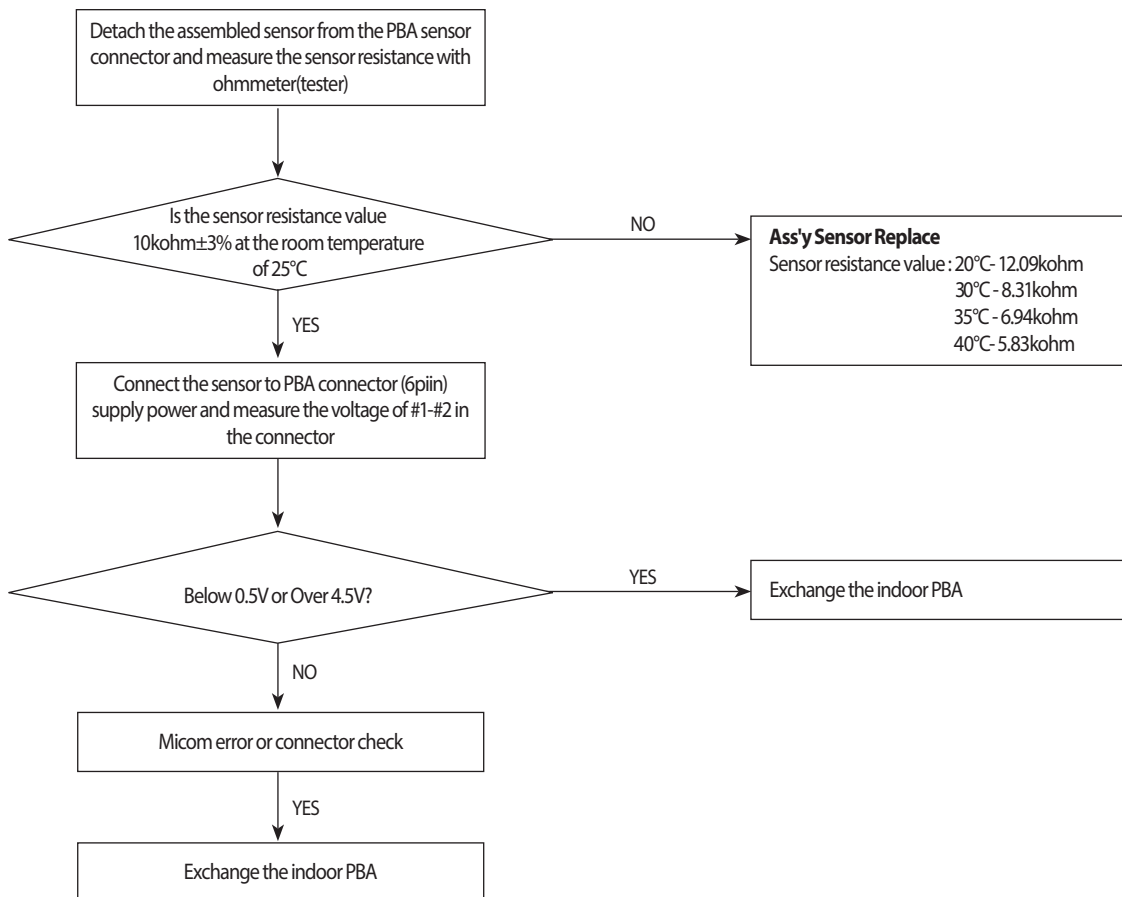 Detach the assembled sensor from the PBA sensor
connector and measure the sensor resistance with
ohmmeter(tester)
Is the sensor resistance value
10kohm±3% at the room temperature
of 25°C
NO
Ass'y Sensor Replace
Sensor resistance value : 20°C- 12.09kohm
30°C - 8.31kohm
35°C - 6.94kohm
40°C- 5.83kohm
YES
Connect the sensor to PBA connector (6piin)
supply power and measure the voltage of #1-#2 in
the connector
Below 0.5V or Over 4.5V?
YES
Exchange the indoor PBA
NO
Micom error or connector check
YES
Exchange the indoor PBA